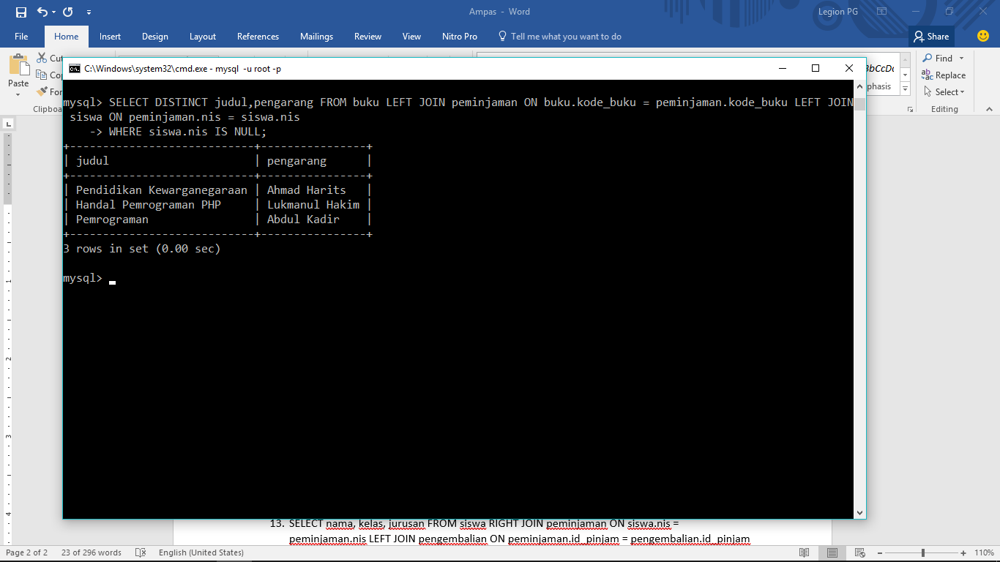 Ampas - Word
Legion PG
File Home Insert Design Layout References Mailings Review View Nitro Pro Tell me what you want to do
Share
Paste
Clipboa
Find
Replace
Select
Editing
BbCcDc
phasis
C:\Windows\system32\cmd.exe - mysql -u root -p
mysql> SELECT DISTINCT judul,pengarang FROM buku LEFT JOIN peminjaman ON buku.kode_buku = peminjaman.kode_buku LEFT JOIN
siswa ON peminjaman.nis = siswa.nis
-> WHERE siswa.nis IS NULL;
+----------------------------+----------------+
| judul | pengarang |
+----------------------------+----------------+
| Pendidikan Kewarganegaraan | Ahmad Harits |
| Handal Pemrograman PHP | Lukmanul Hakim |
| Pemrograman | Abdul Kadir |
+----------------------------+----------------+
3 rows in set (0.00 sec)
mysql>
L
1
2
3
4
13. SELECT nama, kelas, jurusan FROM siswa RIGHT JOIN peminjaman ON siswa.nis =
peminjaman.nis LEFT JOIN pengembalian ON peminjaman.id_pinjam = pengembalian.id_pinjam
Page 2 of 2 23 of 296 words English (United States) 110%